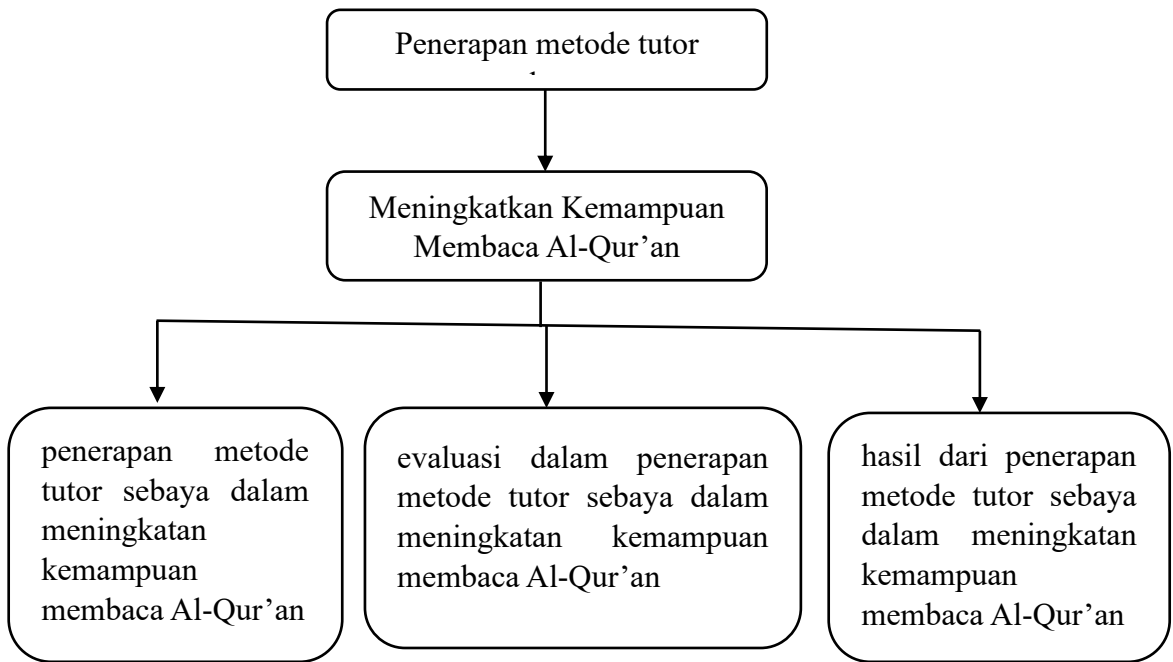 Penerapan metode tutor
Meningkatkan Kemampuan
Membaca Al-Qur’an
penerapan metode
tutor sebaya dalam
meningkatan
kemampuan
membaca Al-Qur’an
evaluasi dalam penerapan
metode tutor sebaya dalam
meningkatan kemampuan
membaca Al-Qur’an
hasil dari penerapan
metode tutor sebaya
dalam meningkatan
kemampuan
membaca Al-Qur’an